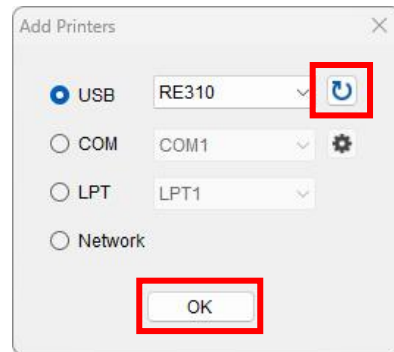 Add Printers
USB RE310
COM COM1
LPT LPT1
Network
OK